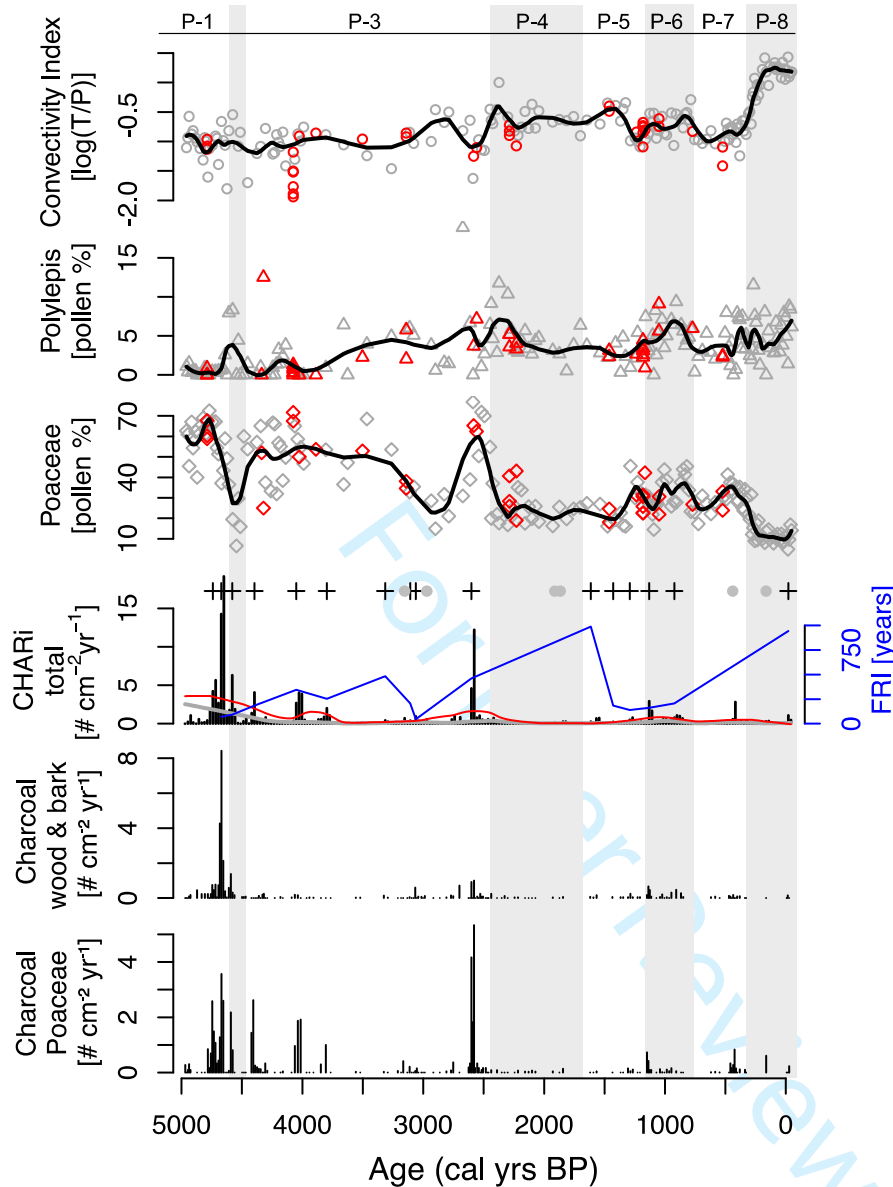 P-1 P-3 P-4 P-5 P-6 P-7 P-8
Convectivity Index
[log(T/P)]
-0.5
-2.0
Polylepis
[pollen %]
15
5
0
Poaceae
[pollen %]
70
40
10
CHARi
total
[# cm⁻²yr⁻¹]
15
5
0
750
0
FRI [years]
Charcoal
wood & bark
[# cm⁻² yr⁻¹]
8
4
0
Charcoal
Poaceae
[# cm⁻² yr⁻¹]
4
2
0
5000 4000 3000 2000 1000 0
Age (cal yrs BP)
For
Review